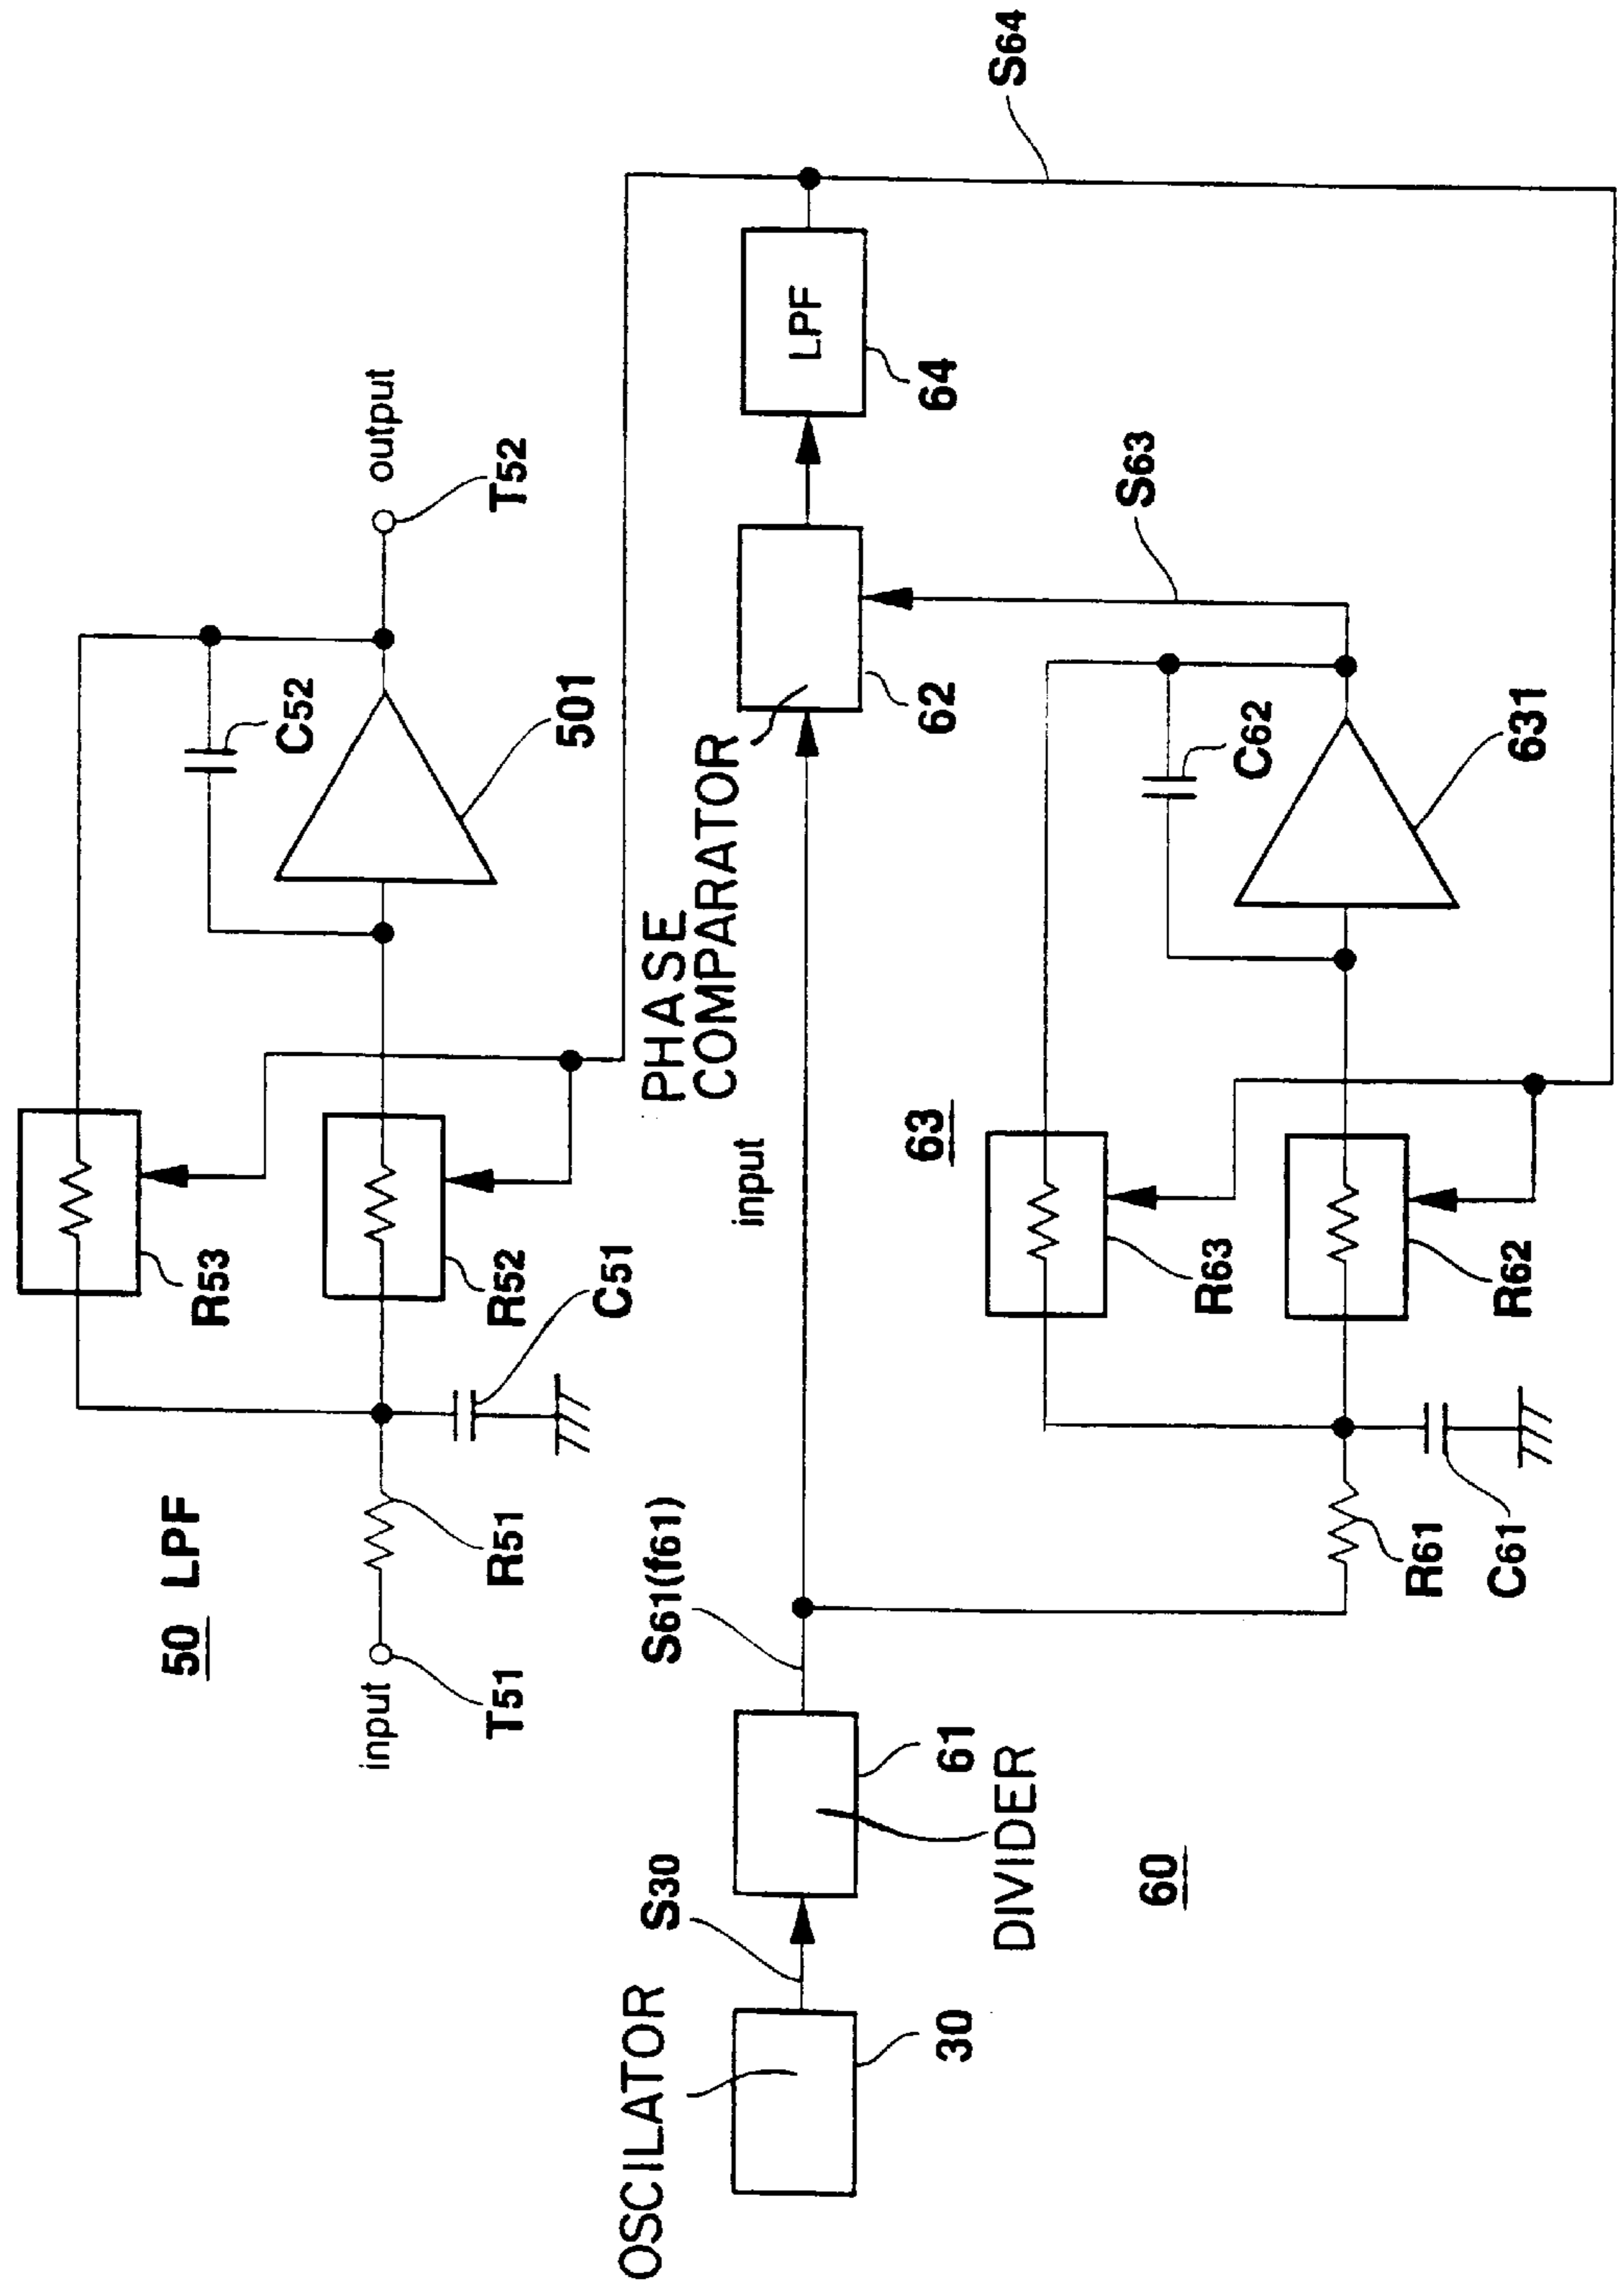 50 LPF
input
T51
R51
C51
R53
R52
C52
501
output
T52
OSCILATOR
30
S30
61
DIVIDER
S61(f61)
input
PHASE
COMPARATOR
62
LPF
64
S64
S63
60
63
R61
C61
R63
R62
C62
631